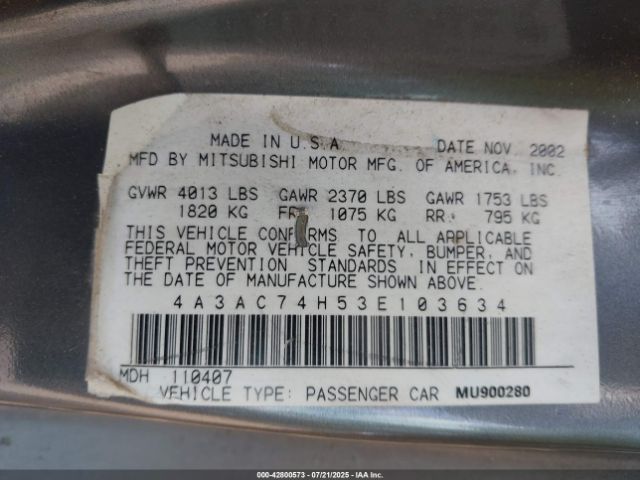 MADE IN U.S.A DATE NOV. 2002
MFD BY MITSUBISHI MOTOR MFG. OF AMERICA, INC.
GVWR 4013 LBS GAWR 2370 LBS GAWR 1753 LBS
1820 KG FR: 1075 KG RR: 795 KG
THIS VEHICLE CONFORMS TO ALL APPLICABLE
FEDERAL MOTOR VEHICLE SAFETY, BUMPER, AND
THEFT PREVENTION STANDARDS IN EFFECT ON
THE DATE OF MANUFACTURE SHOWN ABOVE.
4A3AC74H53E103634
MDH 110407
VEHICLE TYPE: PASSENGER CAR MU900280
000-42800573 - 07/21/2025 - IAAI.com